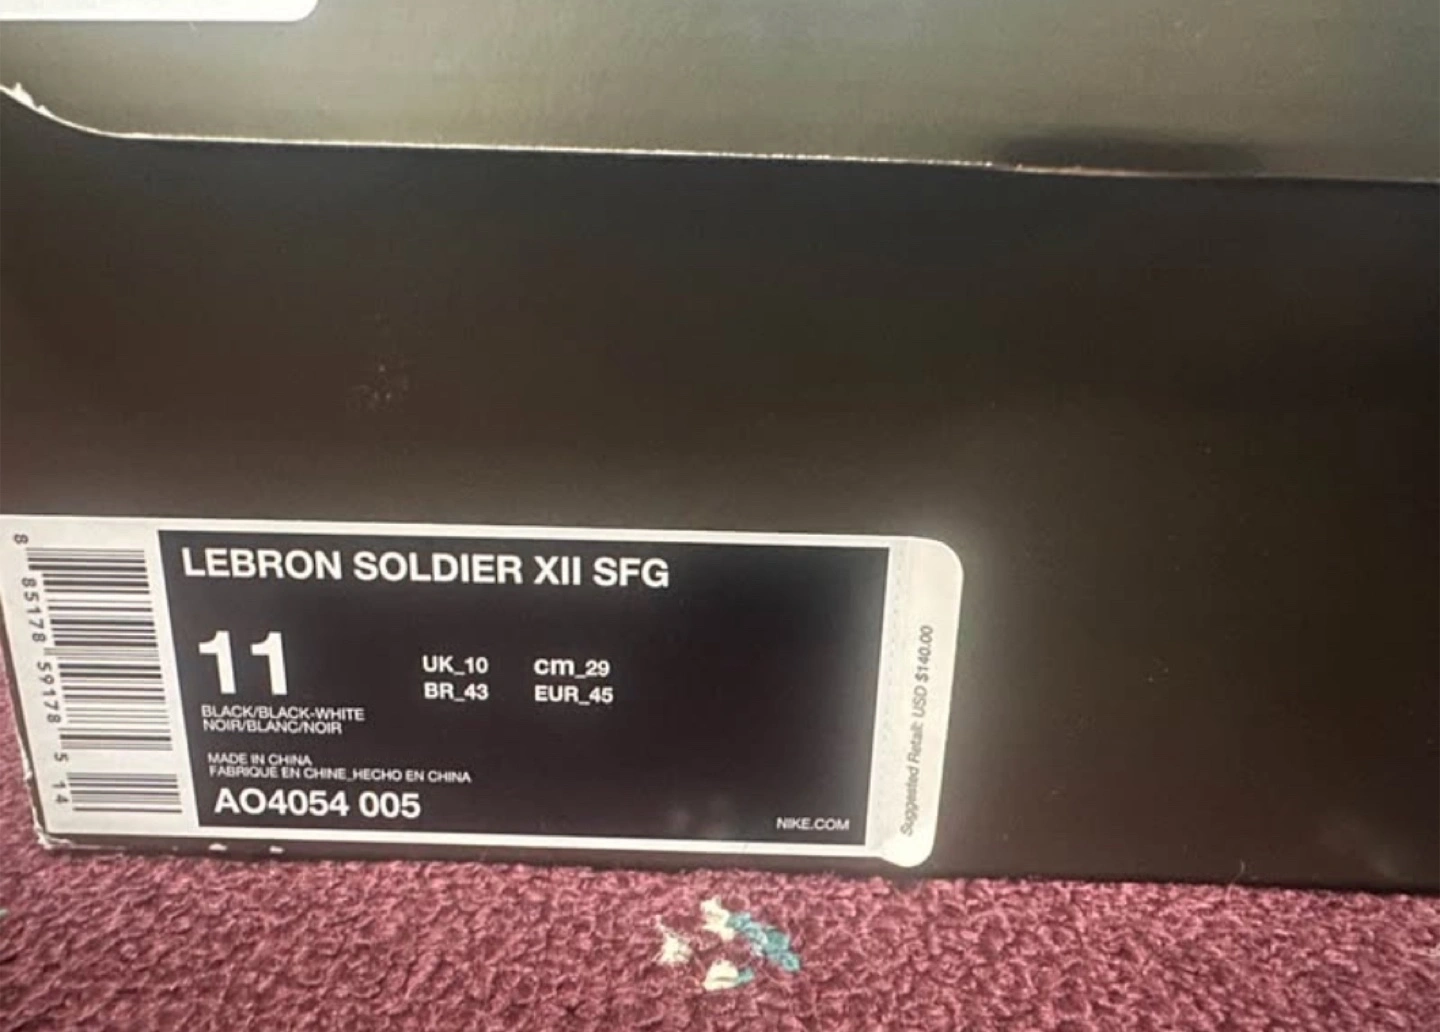 LEBRON SOLDIER XII SFG
11
UK_10 cm_29
BR_43 EUR_45
BLACK/BLACK-WHITE
NOIR/BLANC/NOIR
MADE IN CHINA
FABRIQUE EN CHINE_HECHO EN CHINA
AO4054 005
NIKE.COM
8 85178 59178 5 14
Suggested Retail: USD $140.00